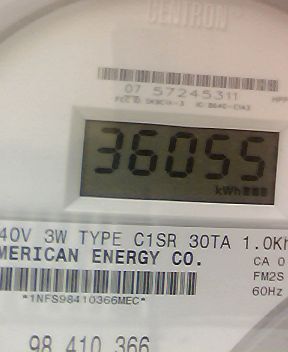 CENTRON
07 57245311
36055
kWh
40V 3W TYPE C1SR 30TA 1.0Kh
MERICAN ENERGY CO.
CA 0
FM2S
*1NFS98410366MEC*
60Hz
98 410 366